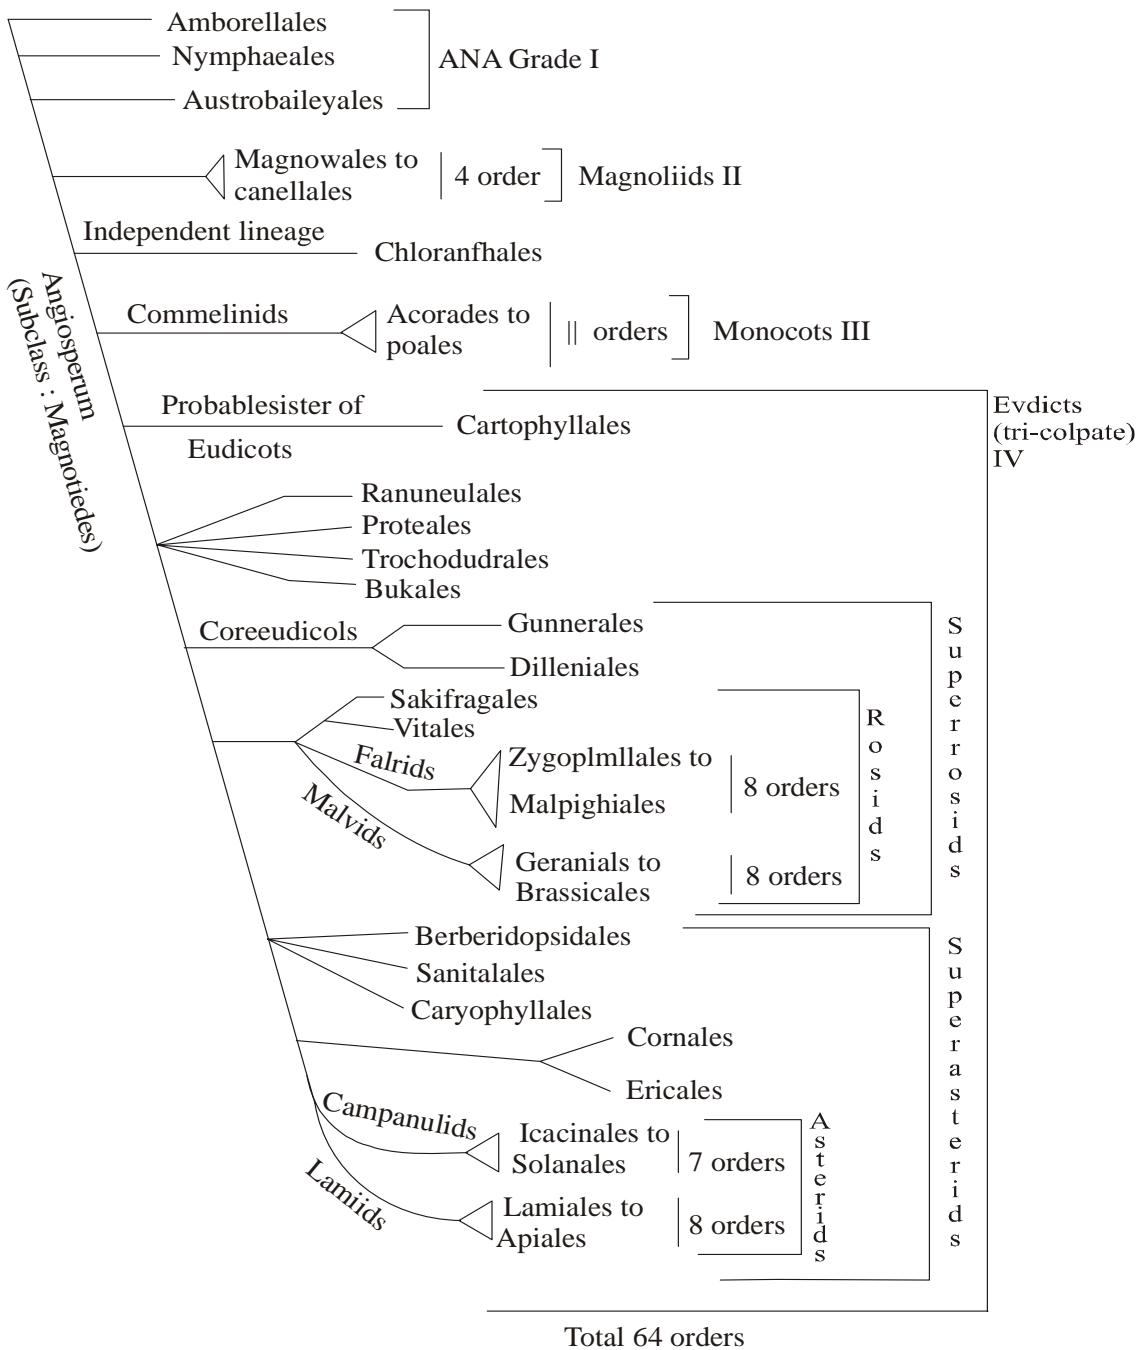 Amborellales
Nymphaeales
Austrobaileyales
ANA Grade I
Magnowales to
canellales
4 order
Magnoliids II
Independent lineage
Chloranfhales
Angiosperum
(Subclass : Magnotiedes)
Commelinids
Acorades to
poales
|| orders
Monocots III
Probablesister of
Eudicots
Cartophyllales
Evdicts
(tri-colpate)
IV
Ranuneulales
Proteales
Trochodudrales
Bukales
Coreeudicols
Gunnerales
Dilleniales
Superrosids
Sakifragales
Vitales
Falrids
Zygoplmllales to
Malpighiales
8 orders
Rosids
Malvids
Geranials to
Brassicales
8 orders
Berberidopsidales
Sanitalales
Caryophyllales
Superasterids
Cornales
Ericales
Campanulids
Icacinales to
Solanales
7 orders
Asterids
Lamiids
Lamiales to
Apiales
8 orders
Total 64 orders